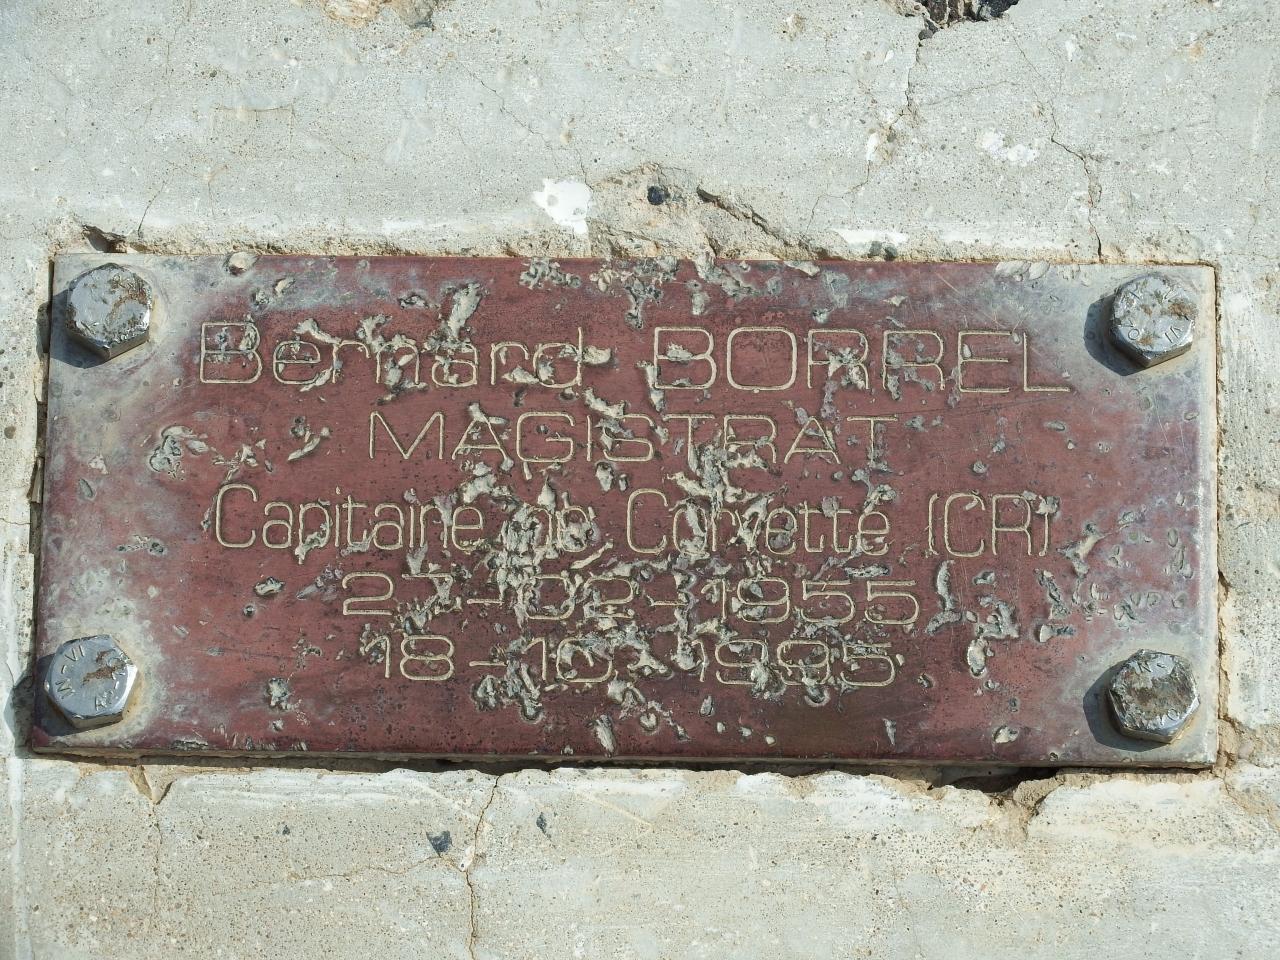 Bernard BORREL
MAGISTRAT
Capitaine de Corvette (CR)
27-02-1955
18-10-1995